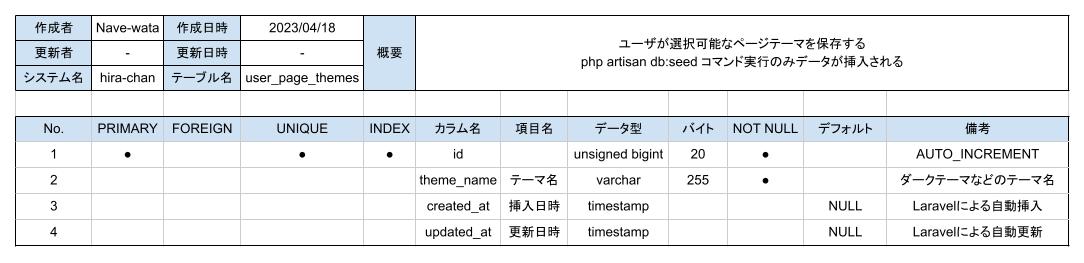 作成者 Nave-wata 作成日時 2023/04/18 概要 ユーザが選択可能なページテーマを保存する
php artisan db:seed コマンド実行のみデータが挿入される
更新者 - 更新日時 -
システム名 hira-chan テーブル名 user_page_themes
No. PRIMARY FOREIGN UNIQUE INDEX カラム名 項目名 データ型 バイト NOT NULL デフォルト 備考
1 ● ● ● id unsigned bigint 20 ● AUTO_INCREMENT
2 theme_name テーマ名 varchar 255 ● ダークテーマなどのテーマ名
3 created_at 挿入日時 timestamp NULL Laravelによる自動挿入
4 updated_at 更新日時 timestamp NULL Laravelによる自動更新